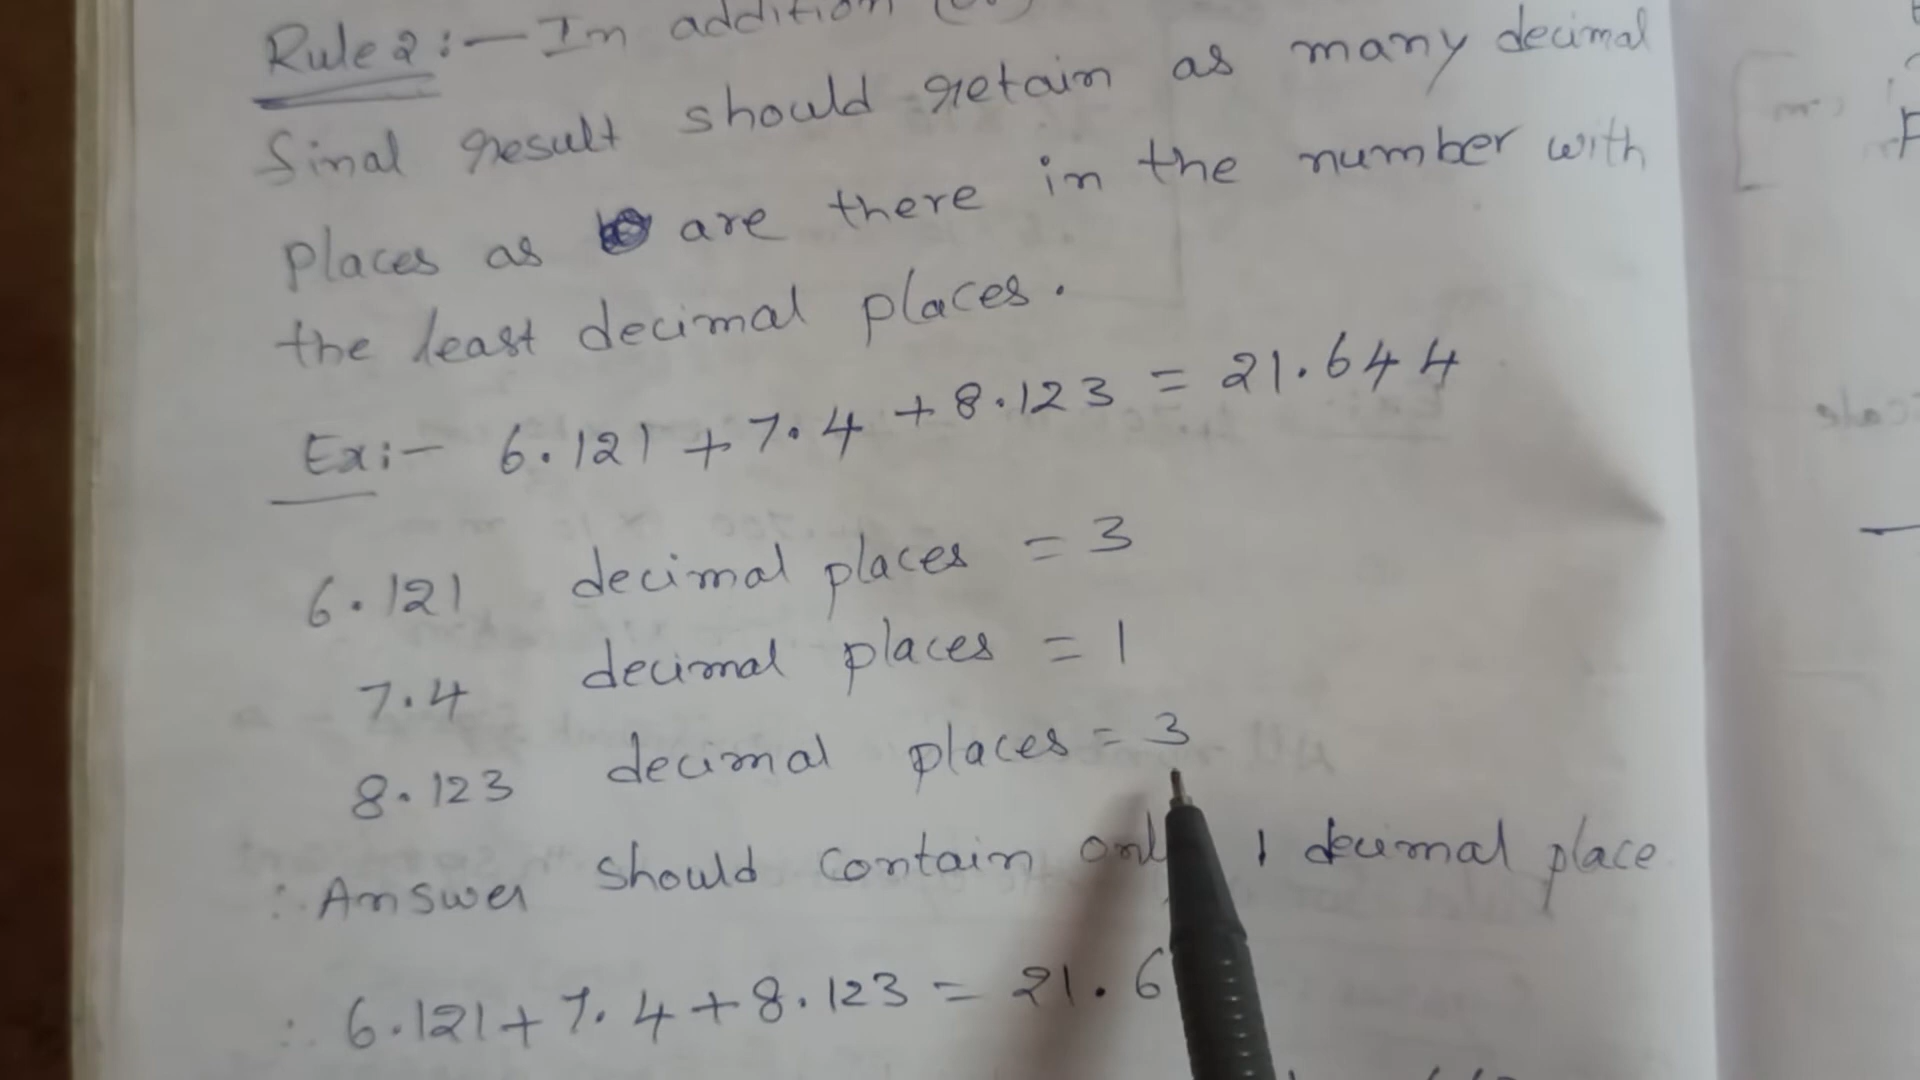 Rule 2:- In addition
final result should retain as many decimal
places as are there in the number with
the least decimal places.
Ex:- 6.121 + 7.4 + 8.123 = 21.644
6.121 decimal places = 3
7.4 decimal places = 1
8.123 decimal places = 3
∴ Answer should contain only 1 decimal place
∴ 6.121 + 7.4 + 8.123 = 21.6